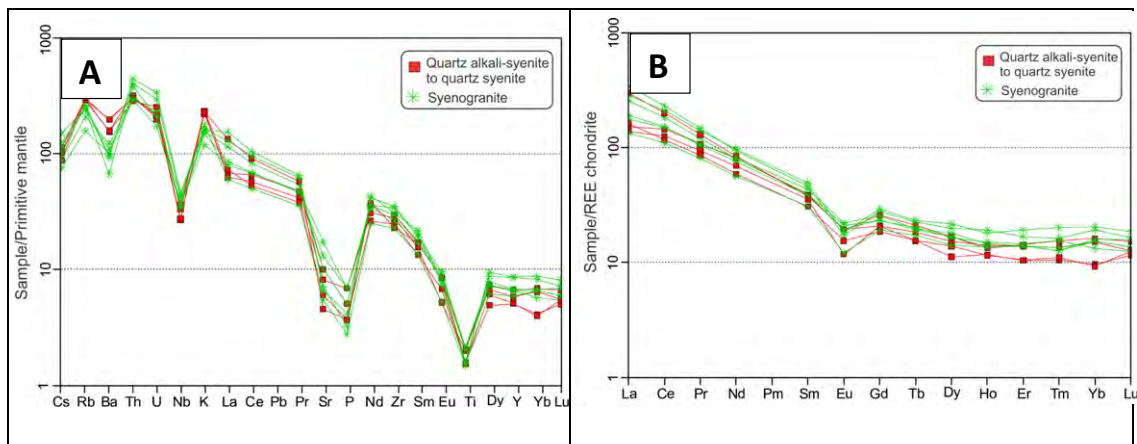 A
Quartz alkali-syenite
to quartz syenite
Syenogranite
Sample/Primitive mantle
1000
100
10
1
Cs Rb Ba Th U Nb K La Ce Pb Pr Sr P Nd Zr Sm Eu Ti Dy Y Yb Lu
B
Quartz alkali-syenite
to quartz syenite
Syenogranite
Sample/REE chondrite
1000
100
10
1
La Ce Pr Nd Pm Sm Eu Gd Tb Dy Ho Er Tm Yb Lu